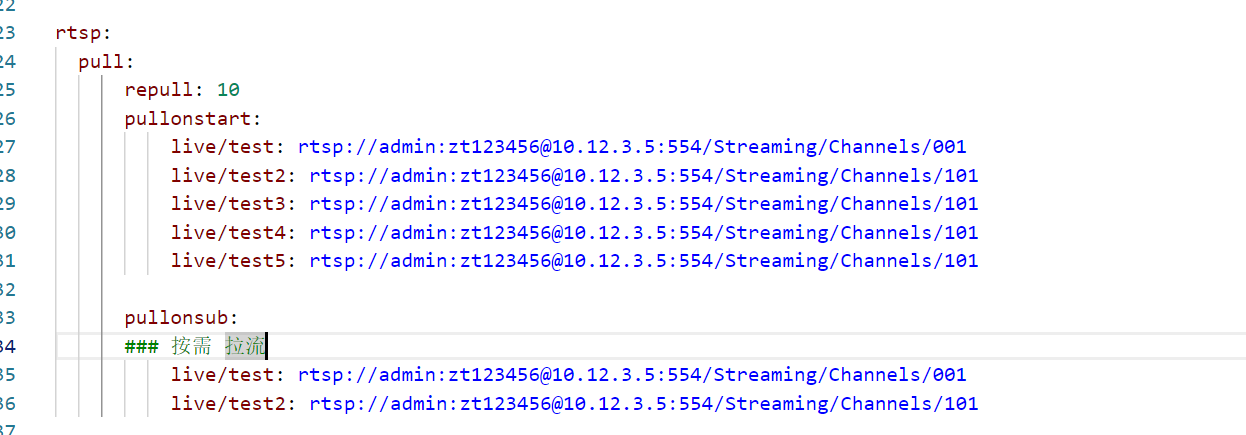 22
23 rtsp:
24 pull:
25 repull: 10
26 pullonstart:
27 live/test: rtsp://admin:zt123456@10.12.3.5:554/Streaming/Channels/001
28 live/test2: rtsp://admin:zt123456@10.12.3.5:554/Streaming/Channels/101
29 live/test3: rtsp://admin:zt123456@10.12.3.5:554/Streaming/Channels/101
30 live/test4: rtsp://admin:zt123456@10.12.3.5:554/Streaming/Channels/101
31 live/test5: rtsp://admin:zt123456@10.12.3.5:554/Streaming/Channels/101
32
33 pullonsub:
34 ### 按需 拉流
35 live/test: rtsp://admin:zt123456@10.12.3.5:554/Streaming/Channels/001
36 live/test2: rtsp://admin:zt123456@10.12.3.5:554/Streaming/Channels/101
37